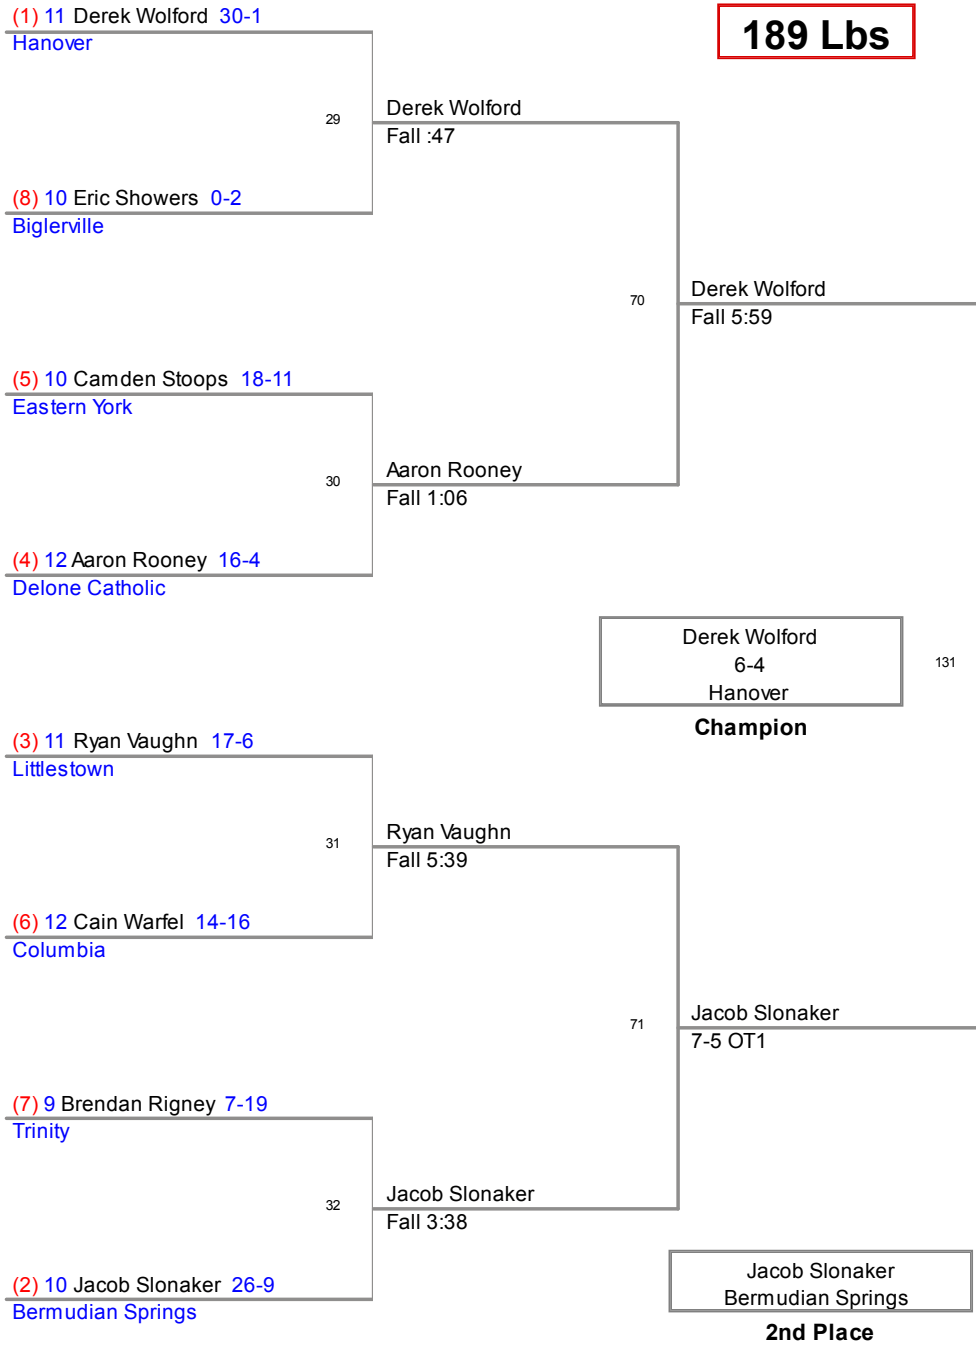 (1) 11 Derek Wolford 30-1
Hanover
189 Lbs
29
Derek Wolford
Fall :47
(8) 10 Eric Showers 0-2
Biglerville
70
Derek Wolford
Fall 5:59
(5) 10 Camden Stoops 18-11
Eastern York
30
Aaron Rooney
Fall 1:06
(4) 12 Aaron Rooney 16-4
Delone Catholic
Derek Wolford
6-4
Hanover
131
Champion
(3) 11 Ryan Vaughn 17-6
Littlestown
31
Ryan Vaughn
Fall 5:39
(6) 12 Cain Warfel 14-16
Columbia
71
Jacob Slonaker
7-5 OT1
(7) 9 Brendan Rigney 7-19
Trinity
32
Jacob Slonaker
Fall 3:38
(2) 10 Jacob Slonaker 26-9
Bermudian Springs
Jacob Slonaker
Bermudian Springs
2nd Place